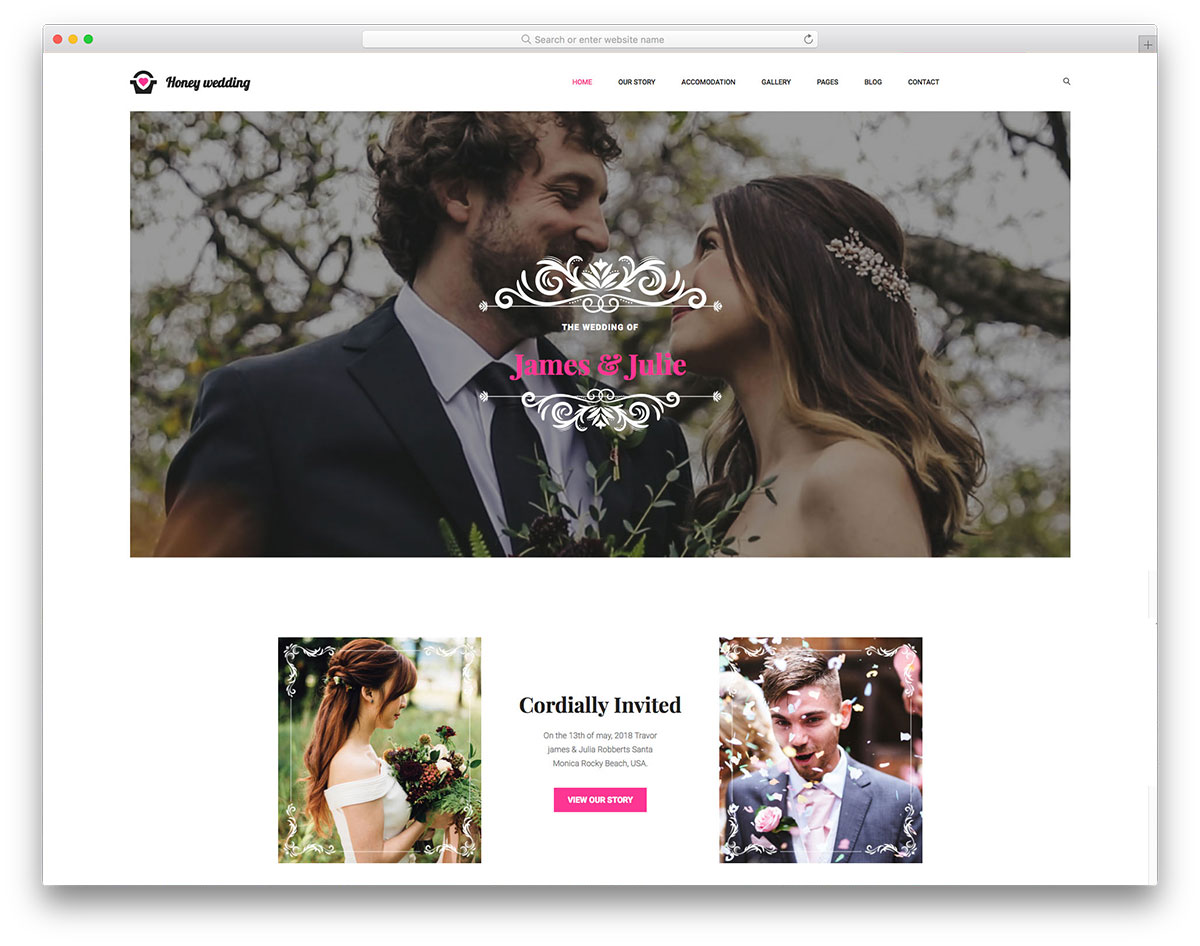 Search or enter website name
Honey wedding
HOME OUR STORY ACCOMODATION GALLERY PAGES BLOG CONTACT
THE WEDDING OF
James & Julie
Cordially Invited
On the 13th of may, 2018 Travor
james & Julia Robberts Santa
Monica Rocky Beach, USA.
VIEW OUR STORY